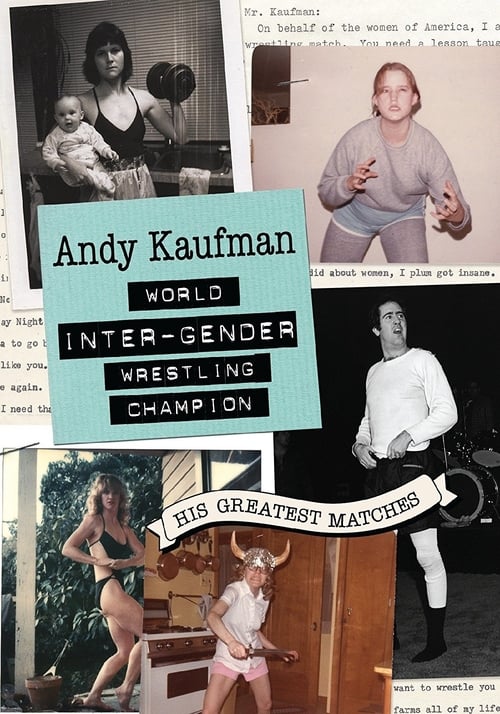 Mr. Kaufman:
On behalf of the women of America, I a
wrestling match. You need a lesson taug
did about women, I plum got insane.
Andy Kaufman
WORLD
INTER-GENDER
WRESTLING
CHAMPION
ay Night
a to go b
like you.
e again.
I need tha
HIS GREATEST MATCHES
want to wrestle you
farms all of my life